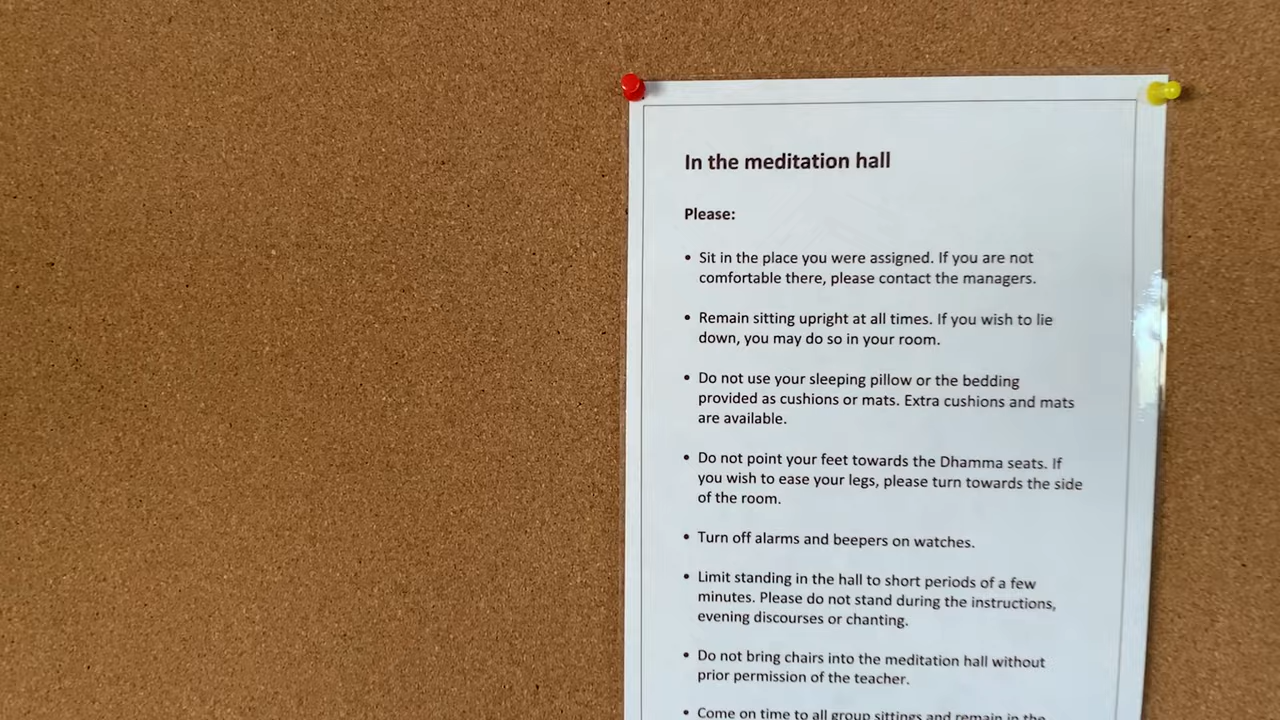 In the meditation hall
Please:
• Sit in the place you were assigned. If you are not
comfortable there, please contact the managers.
• Remain sitting upright at all times. If you wish to lie
down, you may do so in your room.
• Do not use your sleeping pillow or the bedding
provided as cushions or mats. Extra cushions and mats
are available.
• Do not point your feet towards the Dhamma seats. If
you wish to ease your legs, please turn towards the side
of the room.
• Turn off alarms and beepers on watches.
• Limit standing in the hall to short periods of a few
minutes. Please do not stand during the instructions,
evening discourses or chanting.
• Do not bring chairs into the meditation hall without
prior permission of the teacher.
• Come on time to all group sittings and remain in the